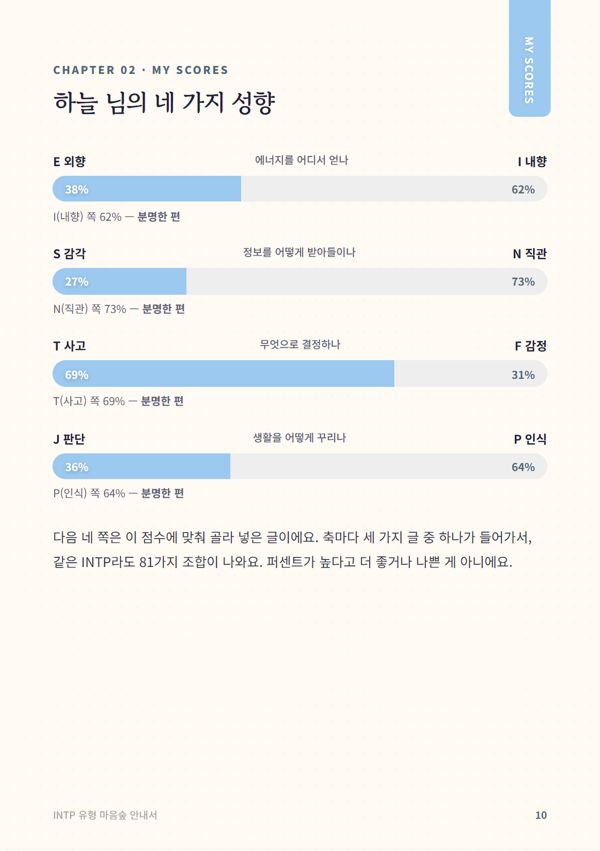 MY SCORES
CHAPTER 02 · MY SCORES
하늘 님의 네 가지 성향
E 외향 에너지를 어디서 얻나 I 내향
38% 62%
I(내향) 쪽 62% — 분명한 편
S 감각 정보를 어떻게 받아들이나 N 직관
27% 73%
N(직관) 쪽 73% — 분명한 편
T 사고 무엇으로 결정하나 F 감정
69% 31%
T(사고) 쪽 69% — 분명한 편
J 판단 생활을 어떻게 꾸리나 P 인식
36% 64%
P(인식) 쪽 64% — 분명한 편
다음 네 쪽은 이 점수에 맞춰 골라 넣은 글이에요. 축마다 세 가지 글 중 하나가 들어가서,
같은 INTP라도 81가지 조합이 나와요. 퍼센트가 높다고 더 좋거나 나쁜 게 아니에요.
INTP 유형 마음숲 안내서 10